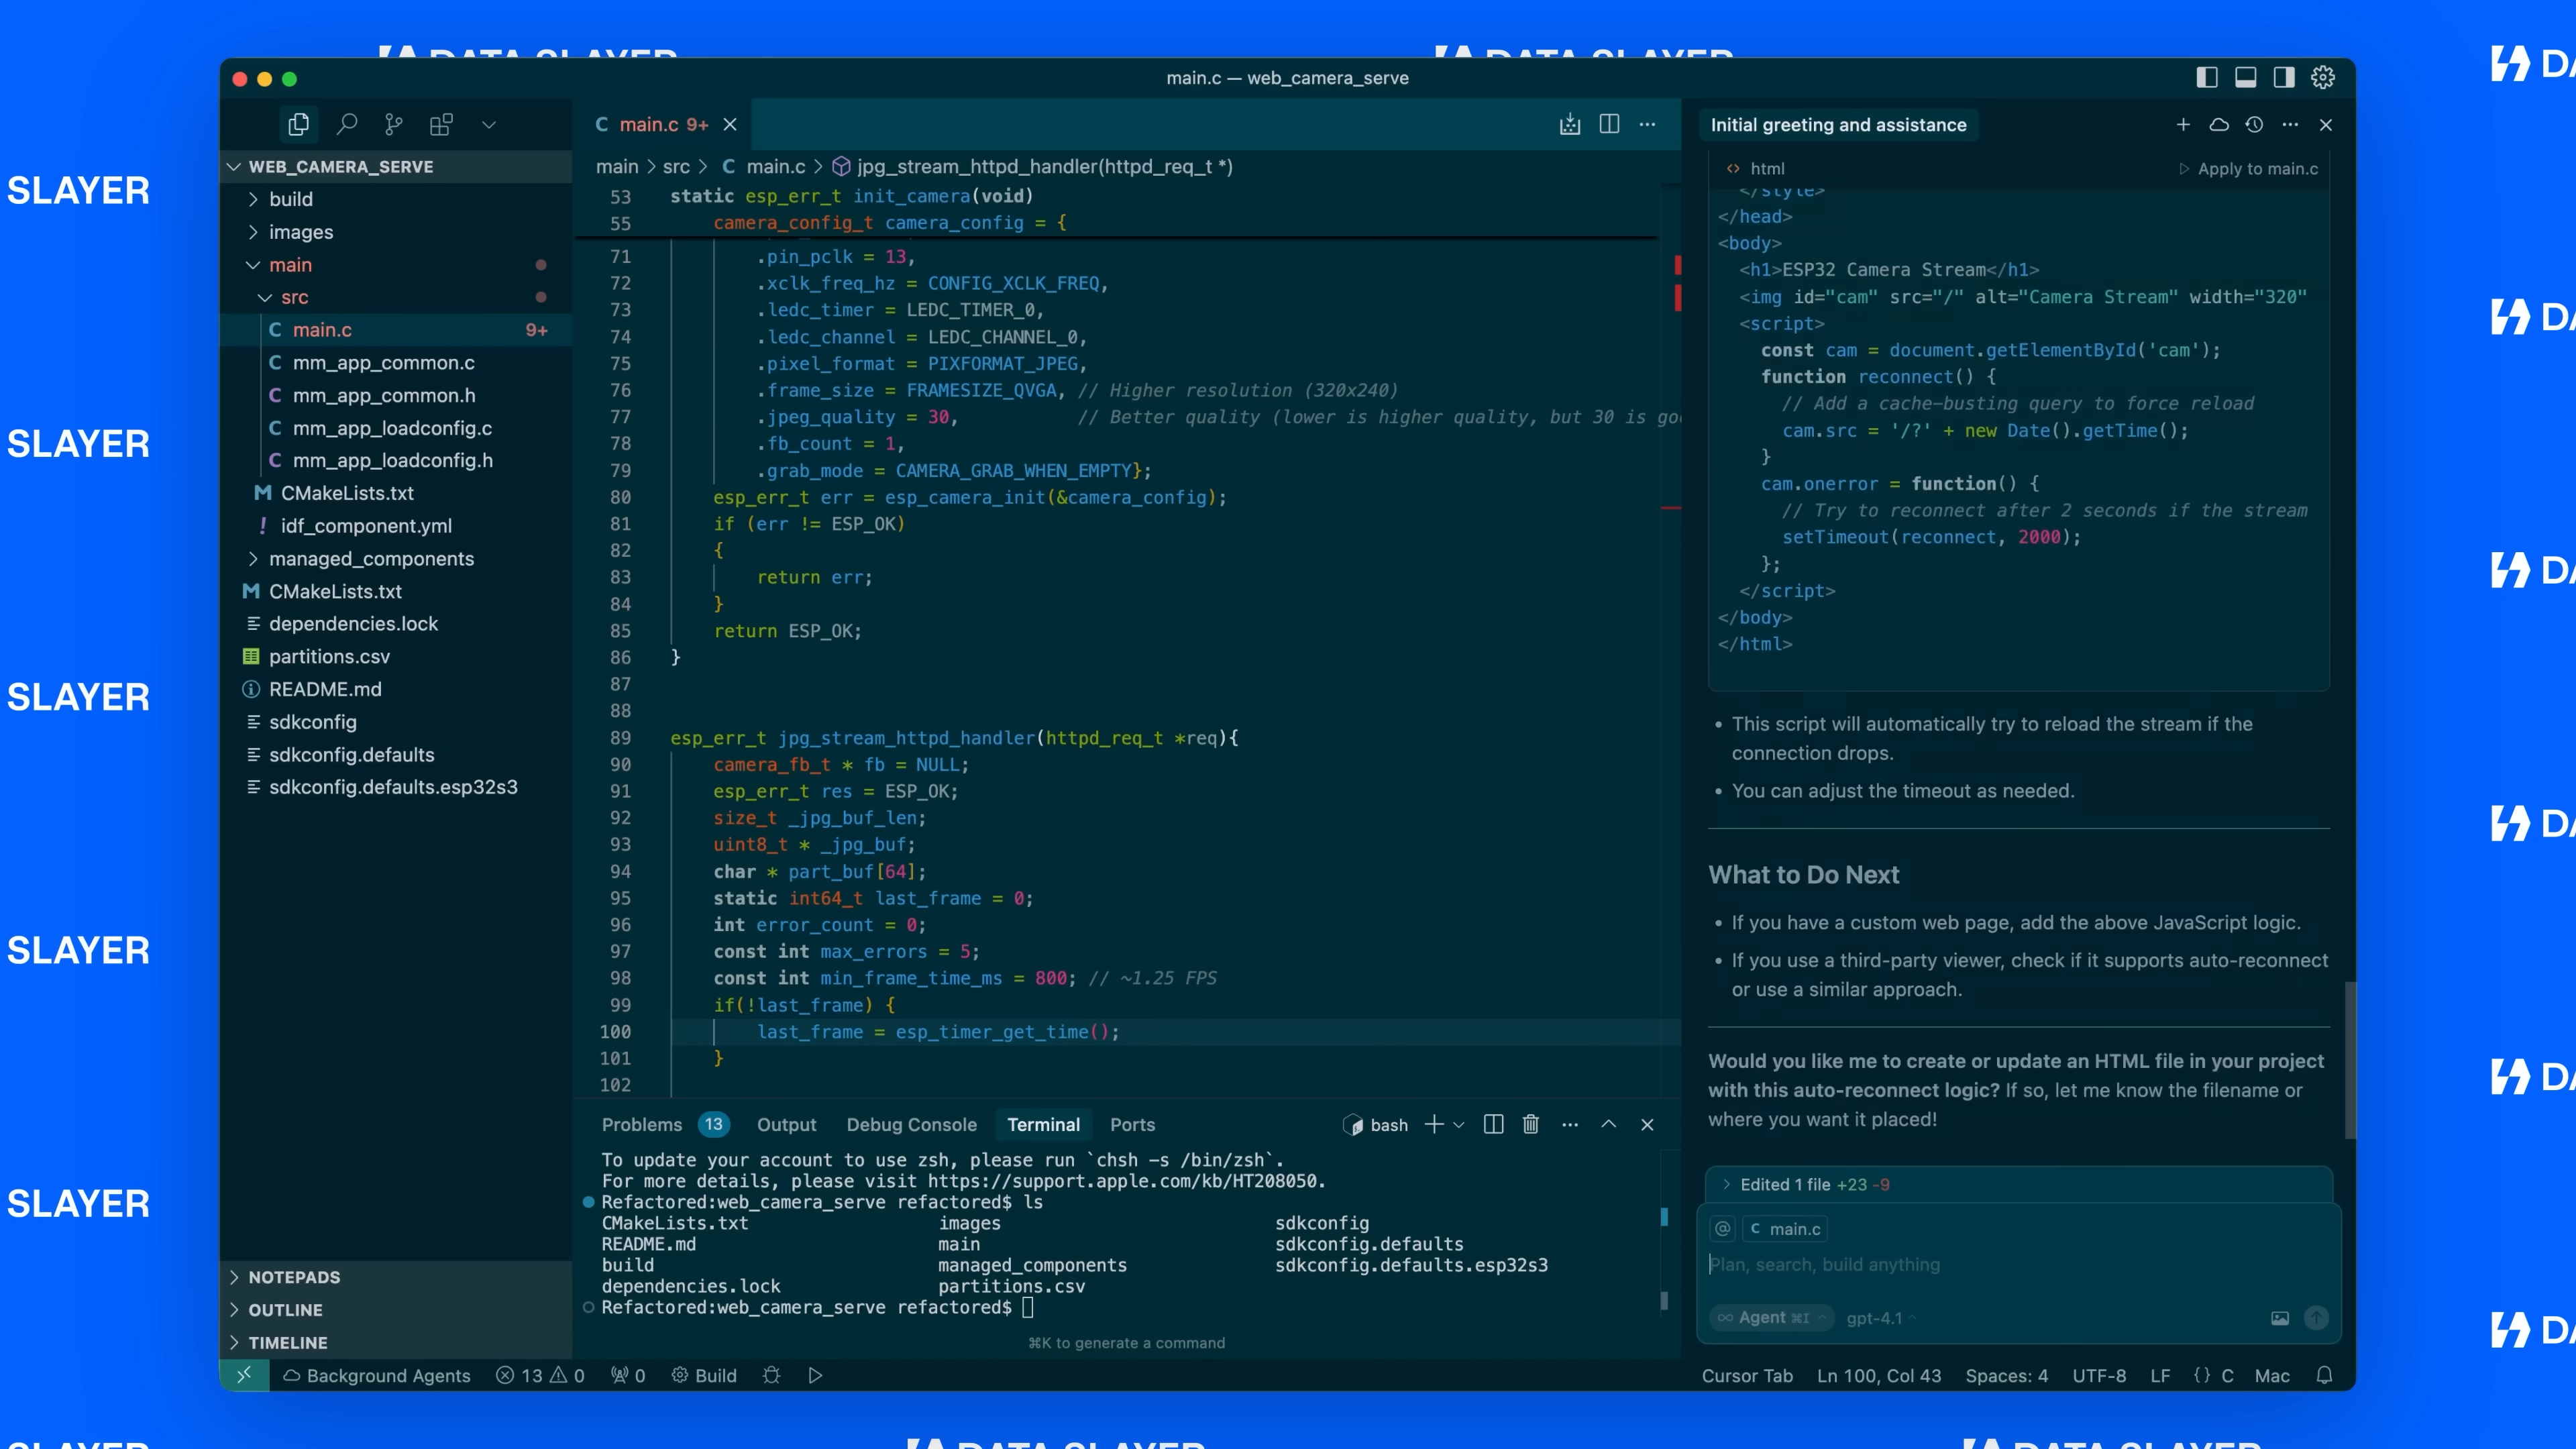 DATA SLAYER
DATA SLAYER
DA
SLAYER
SLAYER
SLAYER
SLAYER
SLAYER
DA
DA
DA
DA
DA
DATA SLAYER
DATA SLAYER
main.c — web_camera_serve
WEB_CAMERA_SERVE
build
images
main
src
C main.c 9+
C mm_app_common.c
C mm_app_common.h
C mm_app_loadconfig.c
C mm_app_loadconfig.h
M CMakeLists.txt
! idf_component.yml
managed_components
M CMakeLists.txt
dependencies.lock
partitions.csv
README.md
sdkconfig
sdkconfig.defaults
sdkconfig.defaults.esp32s3
NOTEPADS
OUTLINE
TIMELINE
C main.c 9+
main > src > C main.c > jpg_stream_httpd_handler(httpd_req_t *)
53 static esp_err_t init_camera(void)
55 camera_config_t camera_config = {
71 .pin_pclk = 13,
72 .xclk_freq_hz = CONFIG_XCLK_FREQ,
73 .ledc_timer = LEDC_TIMER_0,
74 .ledc_channel = LEDC_CHANNEL_0,
75 .pixel_format = PIXFORMAT_JPEG,
76 .frame_size = FRAMESIZE_QVGA, // Higher resolution (320x240)
77 .jpeg_quality = 30, // Better quality (lower is higher quality, but 30 is go
78 .fb_count = 1,
79 .grab_mode = CAMERA_GRAB_WHEN_EMPTY};
80 esp_err_t err = esp_camera_init(&camera_config);
81 if (err != ESP_OK)
82 {
83 return err;
84 }
85 return ESP_OK;
86 }
87
88
89 esp_err_t jpg_stream_httpd_handler(httpd_req_t *req){
90 camera_fb_t * fb = NULL;
91 esp_err_t res = ESP_OK;
92 size_t _jpg_buf_len;
93 uint8_t * _jpg_buf;
94 char * part_buf[64];
95 static int64_t last_frame = 0;
96 int error_count = 0;
97 const int max_errors = 5;
98 const int min_frame_time_ms = 800; // ~1.25 FPS
99 if(!last_frame) {
100 last_frame = esp_timer_get_time();
101 }
102
Problems 13 Output Debug Console Terminal Ports bash
To update your account to use zsh, please run `chsh -s /bin/zsh`.
For more details, please visit https://support.apple.com/kb/HT208050.
Refactored:web_camera_serve refactored$ ls
CMakeLists.txt images sdkconfig
README.md main sdkconfig.defaults
build managed_components sdkconfig.defaults.esp32s3
dependencies.lock partitions.csv
Refactored:web_camera_serve refactored$
⌘K to generate a command
Initial greeting and assistance
html Apply to main.c
</style>
</head>
<body>
<h1>ESP32 Camera Stream</h1>
<img id="cam" src="/" alt="Camera Stream" width="320"
<script>
const cam = document.getElementById('cam');
function reconnect() {
// Add a cache-busting query to force reload
cam.src = '/?' + new Date().getTime();
}
cam.onerror = function() {
// Try to reconnect after 2 seconds if the stream
setTimeout(reconnect, 2000);
};
</script>
</body>
</html>
• This script will automatically try to reload the stream if the
connection drops.
• You can adjust the timeout as needed.
What to Do Next
• If you have a custom web page, add the above JavaScript logic.
• If you use a third-party viewer, check if it supports auto-reconnect
or use a similar approach.
Would you like me to create or update an HTML file in your project
with this auto-reconnect logic? If so, let me know the filename or
where you want it placed!
Edited 1 file +23 -9
@ C main.c
Plan, search, build anything
∞ Agent ⌘I gpt-4.1
Background Agents 13 0 0 Build
Cursor Tab Ln 100, Col 43 Spaces: 4 UTF-8 LF {} C Mac